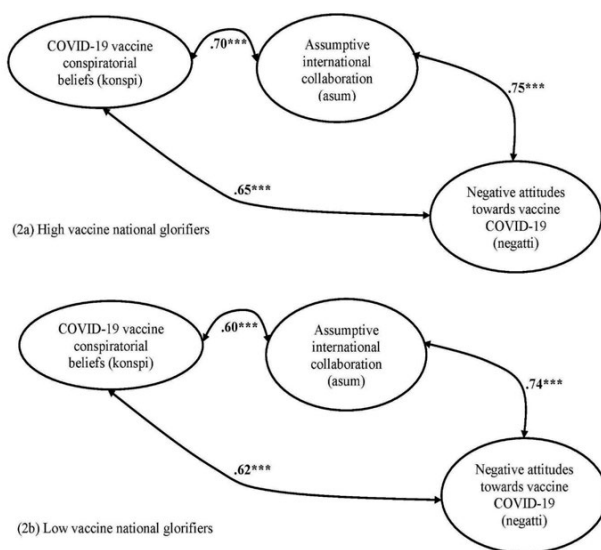 COVID-19 vaccine
conspiratorial
beliefs (konspi)
.70***
Assumptive
international
collaboration
(asum)
.75***
.65***
Negative attitudes
towards vaccine
COVID-19
(negatti)
(2a) High vaccine national glorifiers
COVID-19 vaccine
conspiratorial
beliefs (konspi)
.60***
Assumptive
international
collaboration
(asum)
.74***
.62***
Negative attitudes
towards vaccine
COVID-19
(negatti)
(2b) Low vaccine national glorifiers